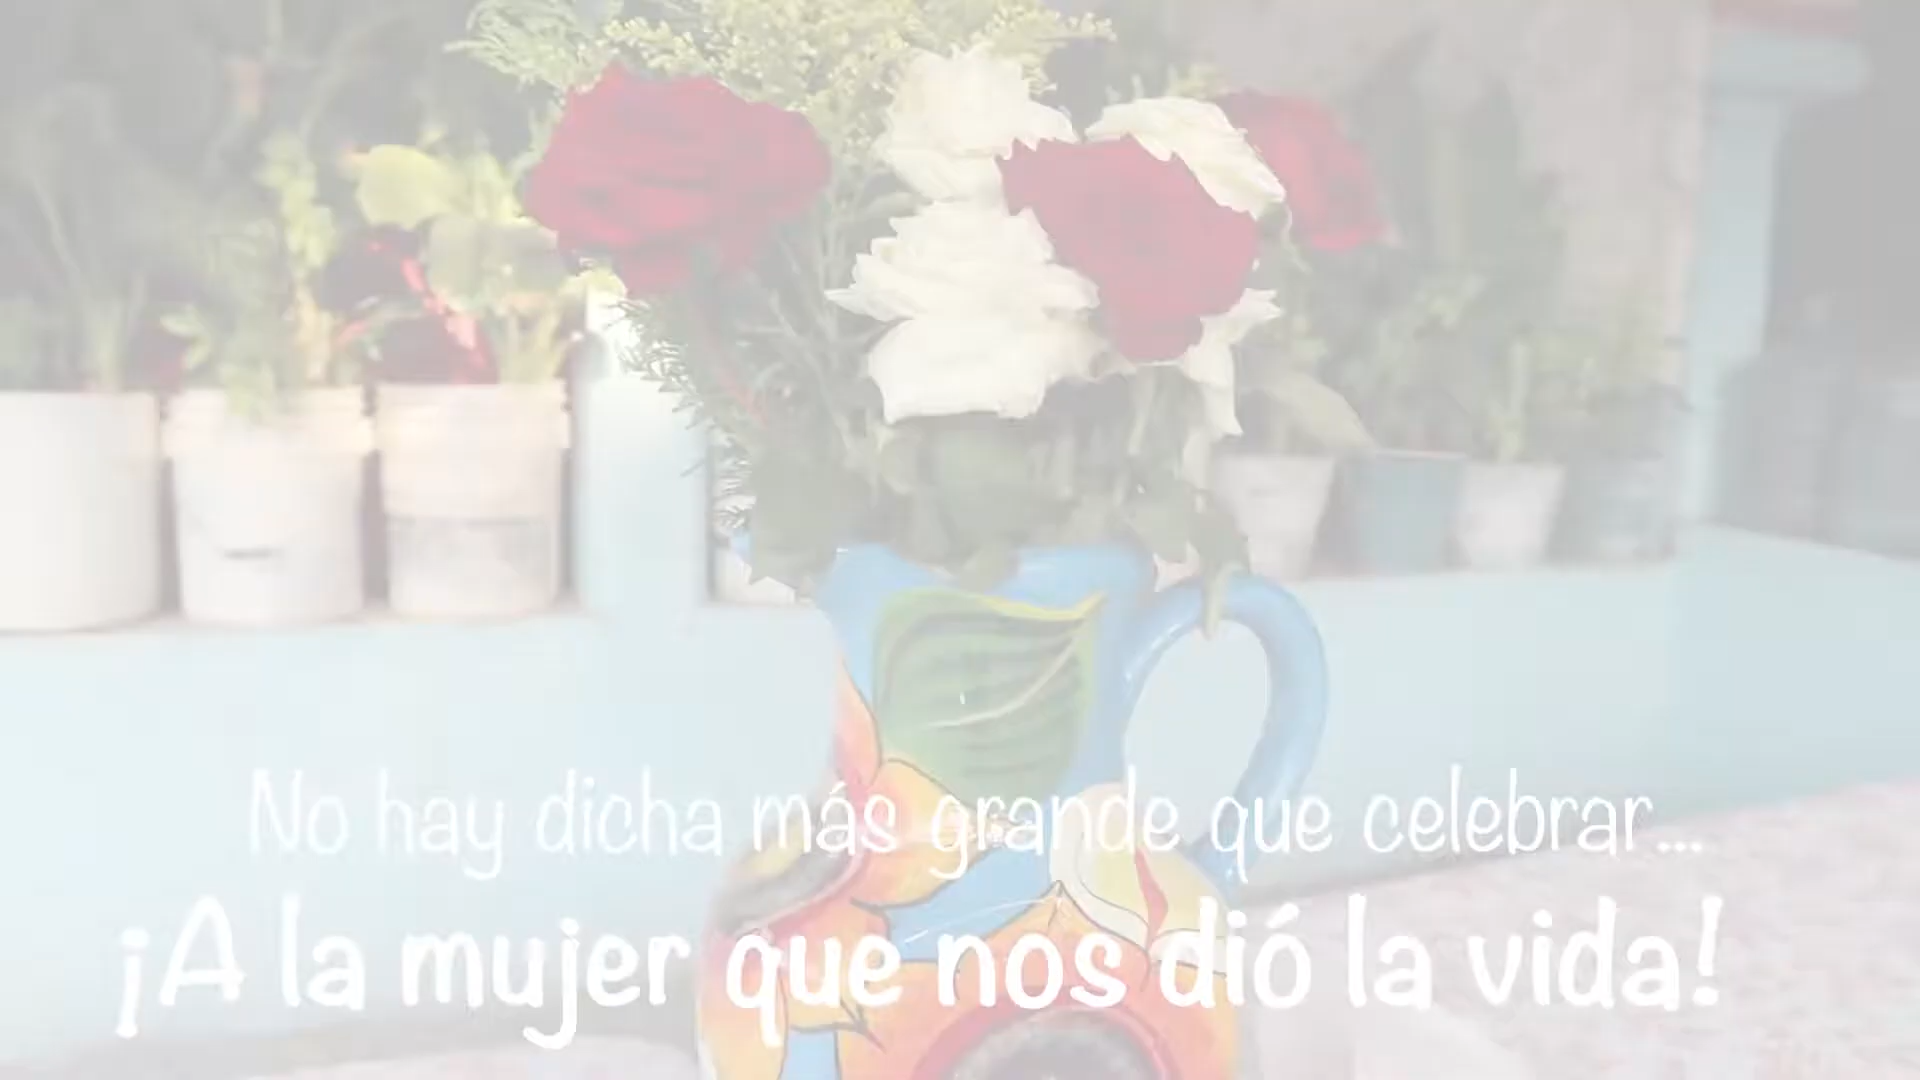 No hay dicha más grande que celebrar...
¡A la mujer que nos dió la vida!